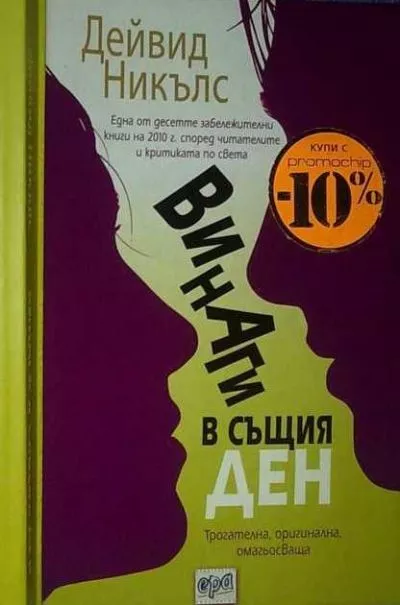 Дейвид
Никълс
Една от десетте забележителни
книги на 2010 г. според читателите
и критиката по света
КУПИ С
promochip
-10%
ВИНАГИ
В СЪЩИЯ
ДЕН
Трогателна, оригинална,
омагьосваща
ера